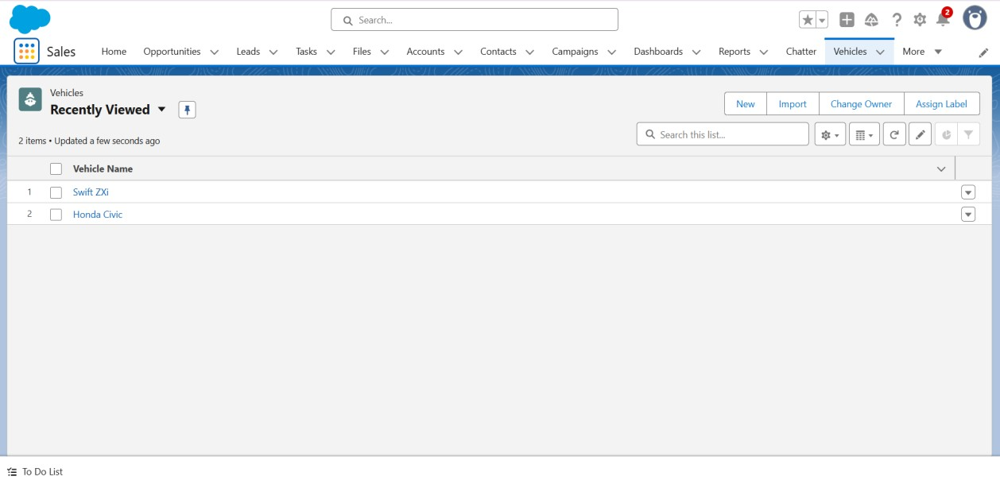 Search...
2
Sales Home Opportunities Leads Tasks Files Accounts Contacts Campaigns Dashboards Reports Chatter Vehicles More
Vehicles
Recently Viewed
New Import Change Owner Assign Label
2 items • Updated a few seconds ago
Search this list...
Vehicle Name
1 Swift ZXi
2 Honda Civic
To Do List